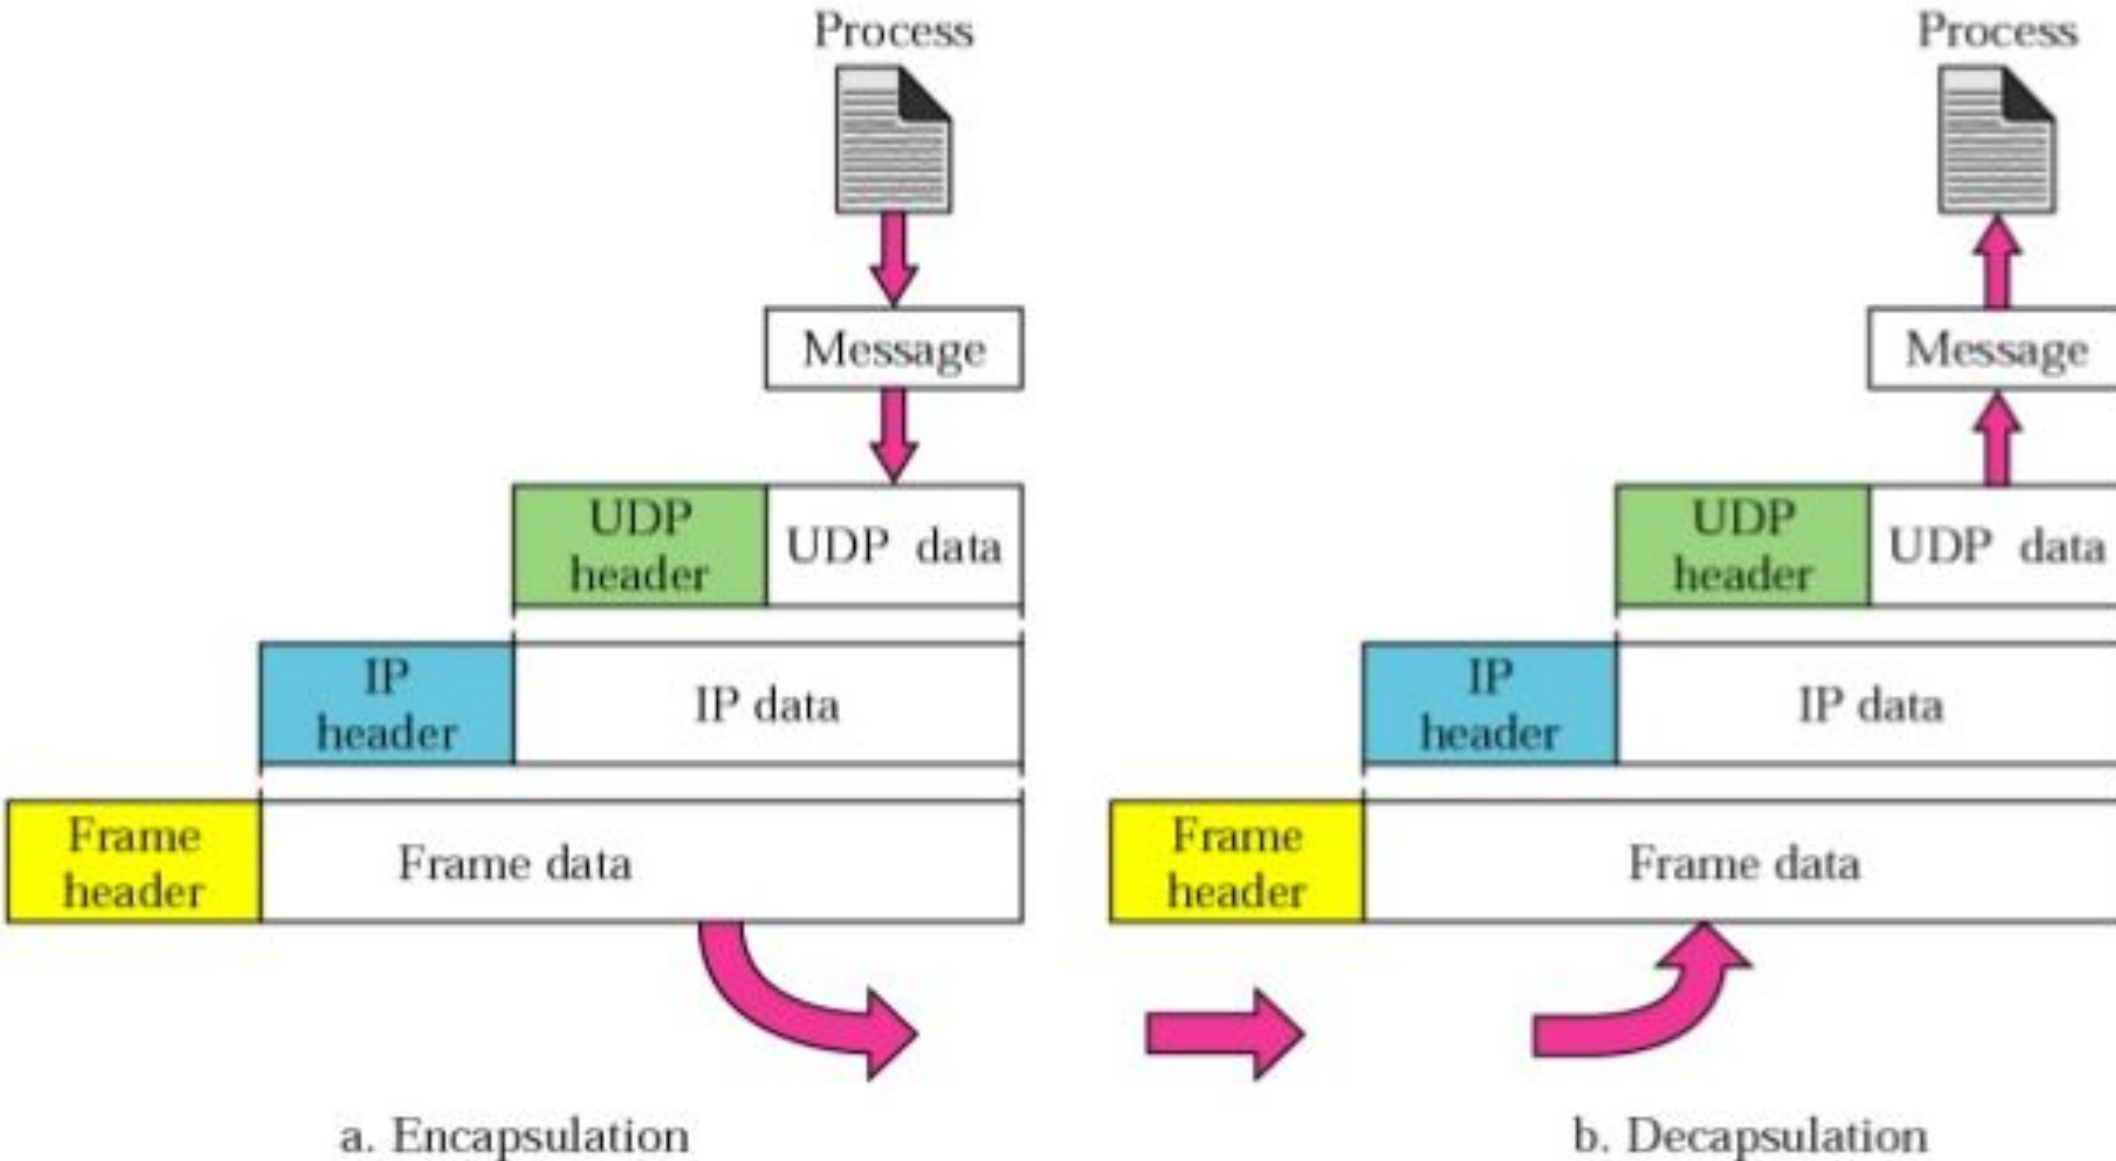 Process
Message
UDP
header
UDP data
IP
header
IP data
Frame
header
Frame data
a. Encapsulation
Process
Message
UDP
header
UDP data
IP
header
IP data
Frame
header
Frame data
b. Decapsulation